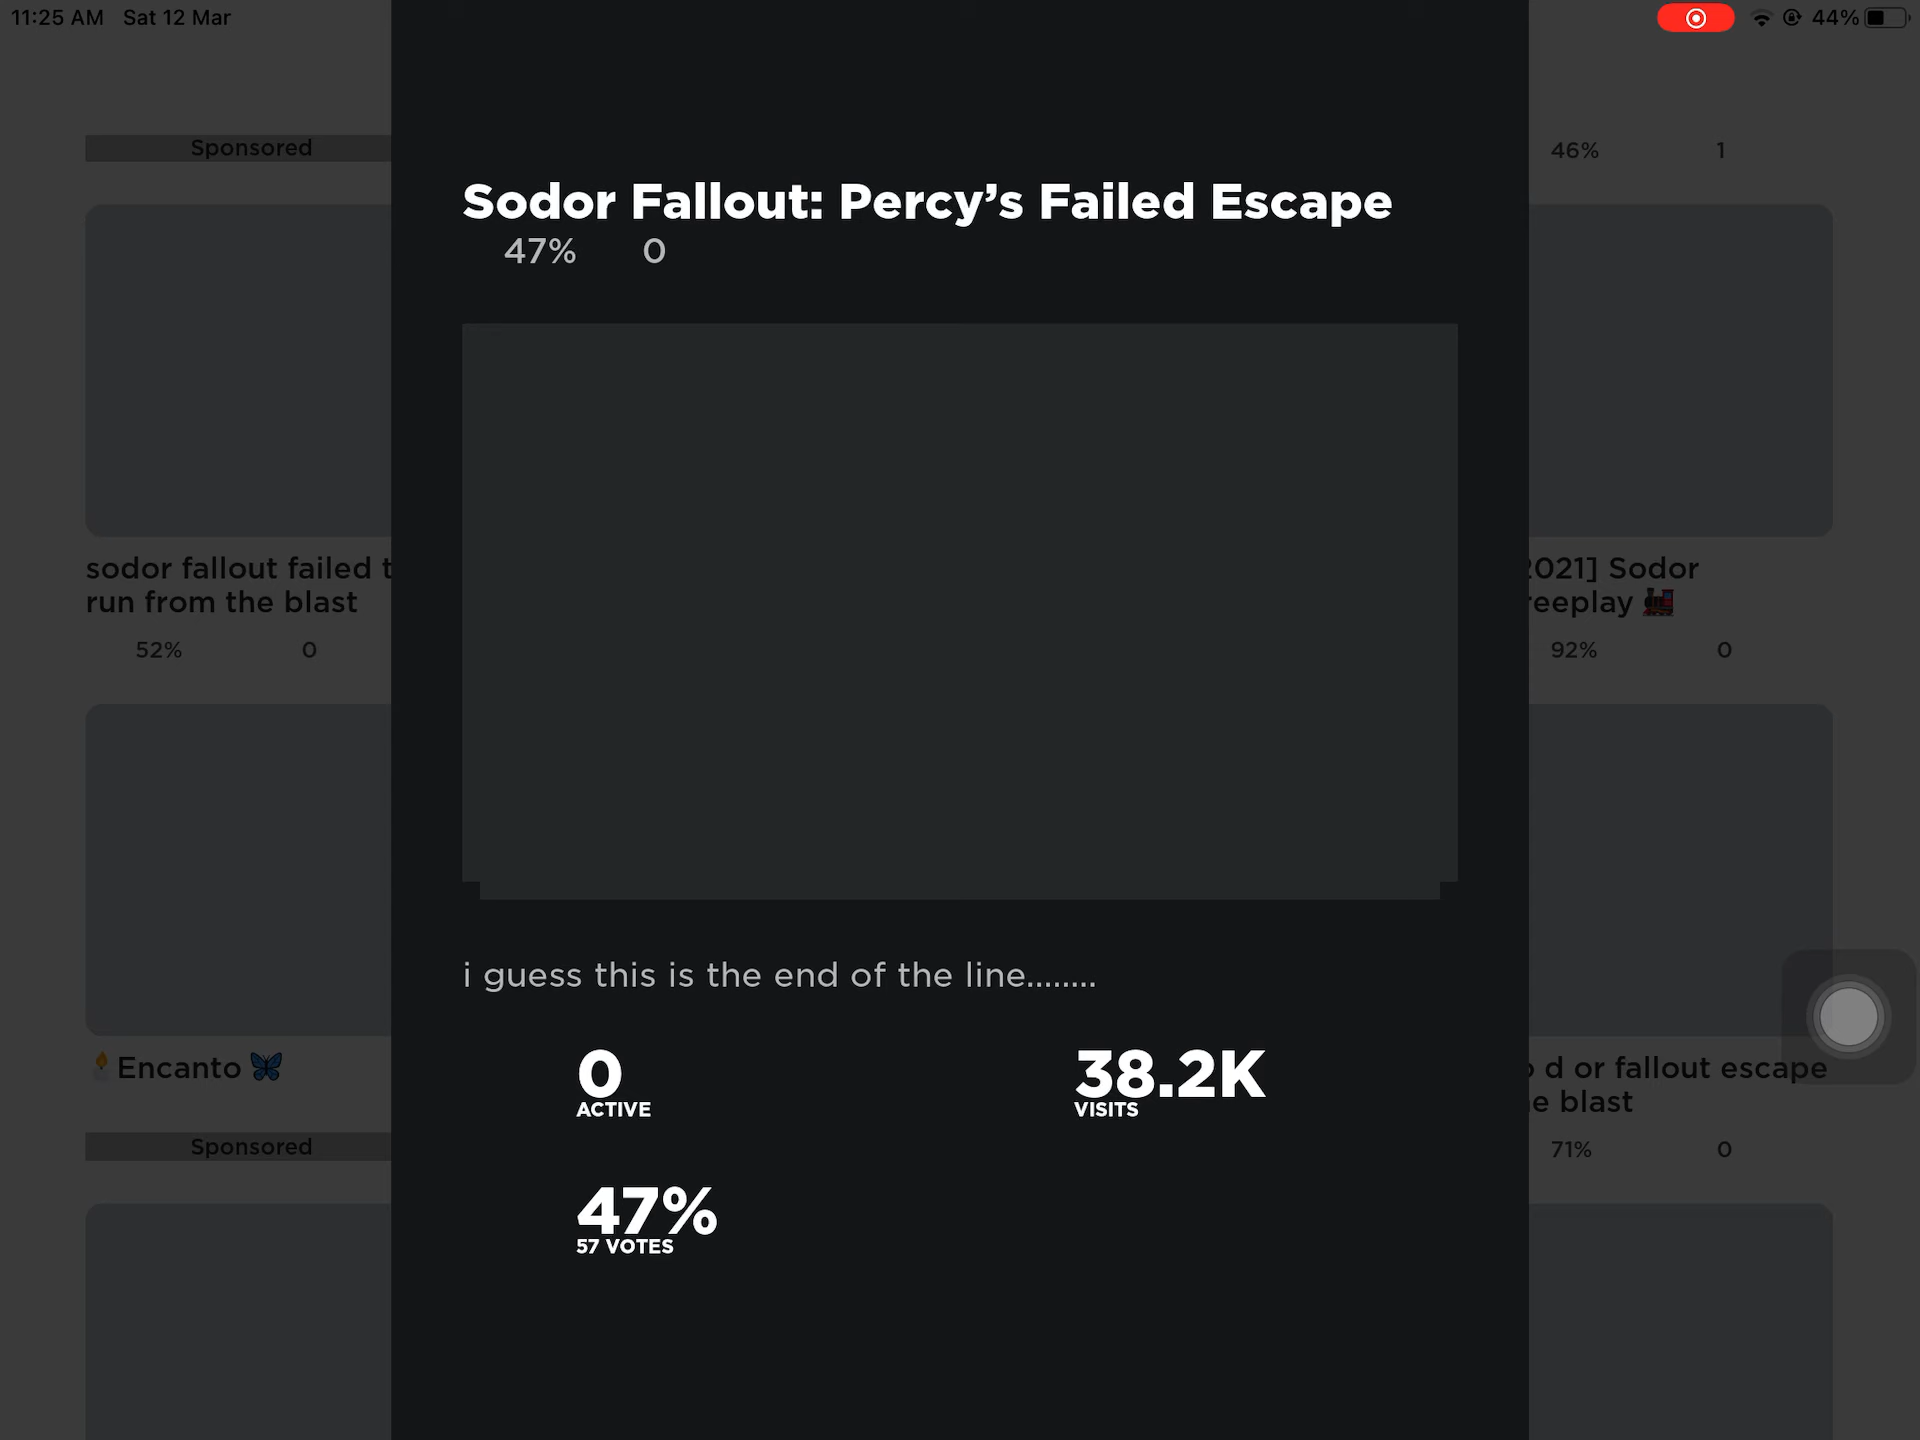 11:25 AM Sat 12 Mar
44%
Sponsored
46% 1
Sodor Fallout: Percy’s Failed Escape
47% 0
sodor fallout failed t
run from the blast
52% 0
2021] Sodor
reeplay 🚂
92% 0
i guess this is the end of the line........
0
ACTIVE
38.2K
VISITS
47%
57 VOTES
🕯Encanto 🦋
Sponsored
d or fallout escape
e blast
71% 0